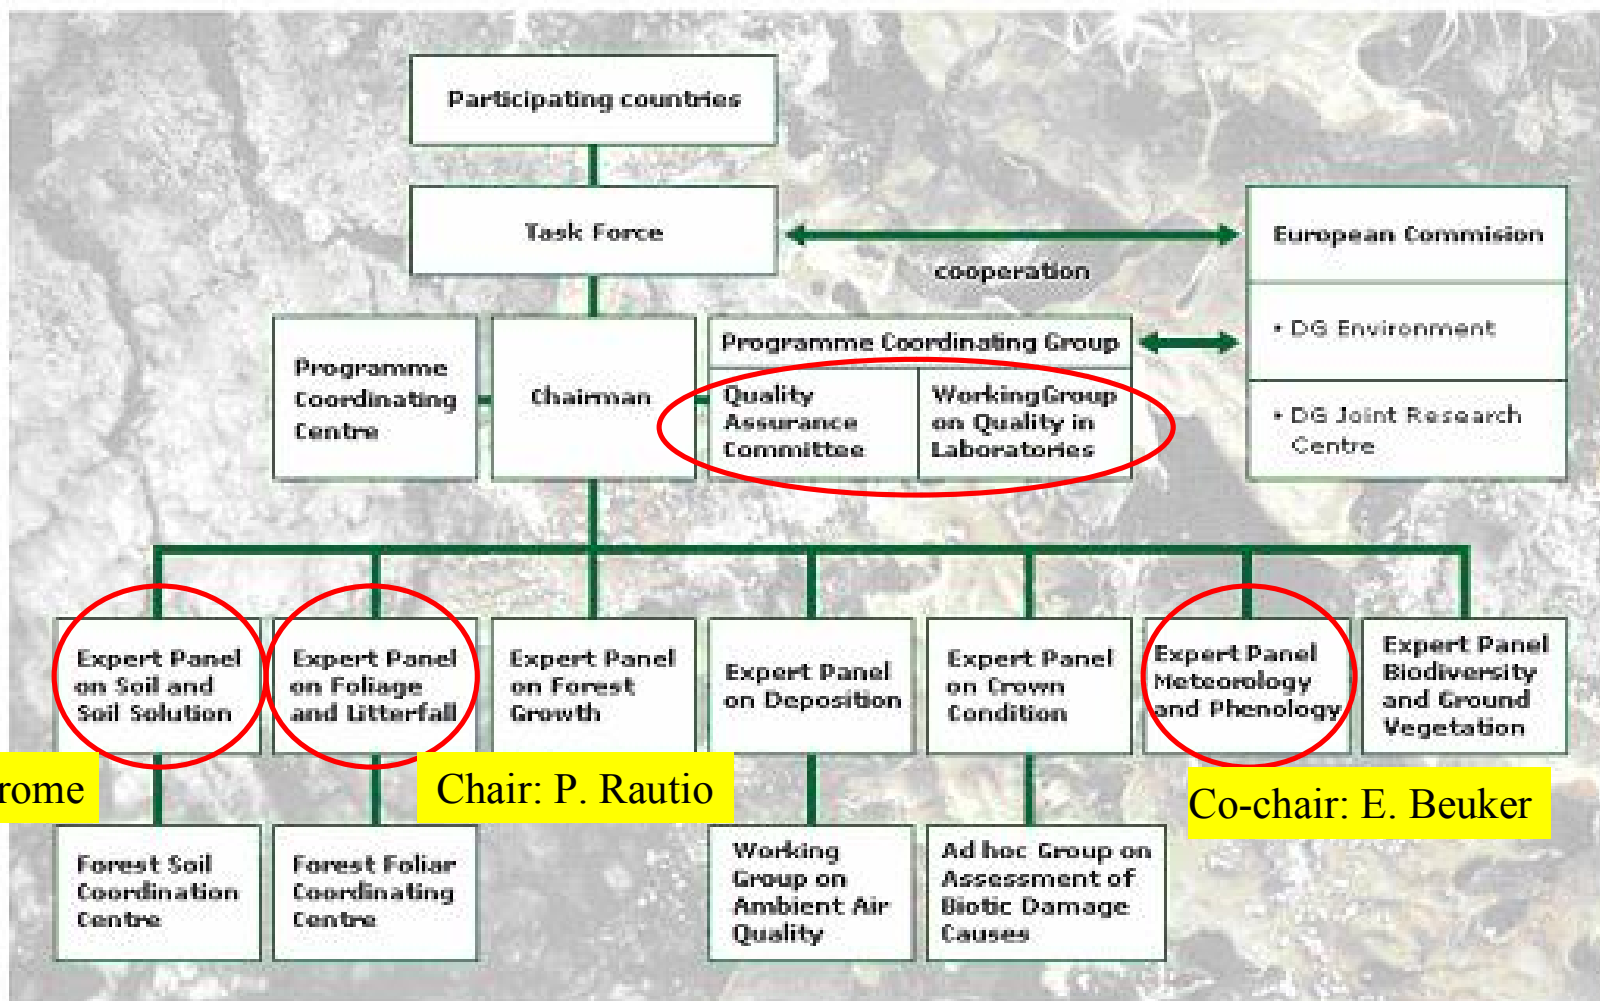 Participating countries
Task Force
cooperation
European Commision
• DG Environment
• DG Joint Research
Centre
Programme
Coordinating
Centre
Chairman
Programme Coordinating Group
Quality
Assurance
Committee
Working Group
on Quality in
Laboratories
Expert Panel
on Soil and
Soil Solution
Expert Panel
on Foliage
and Litterfall
Expert Panel
on Forest
Growth
Expert Panel
on Deposition
Expert Panel
on Crown
Condition
Expert Panel
Meteorology
and Phenology
Expert Panel
Biodiversity
and Ground
Vegetation
rome
Chair: P. Rautio
Co-chair: E. Beuker
Forest Soil
Coordination
Centre
Forest Foliar
Coordinating
Centre
Working
Group on
Ambient Air
Quality
Ad hoc Group on
Assessment of
Biotic Damage
Causes